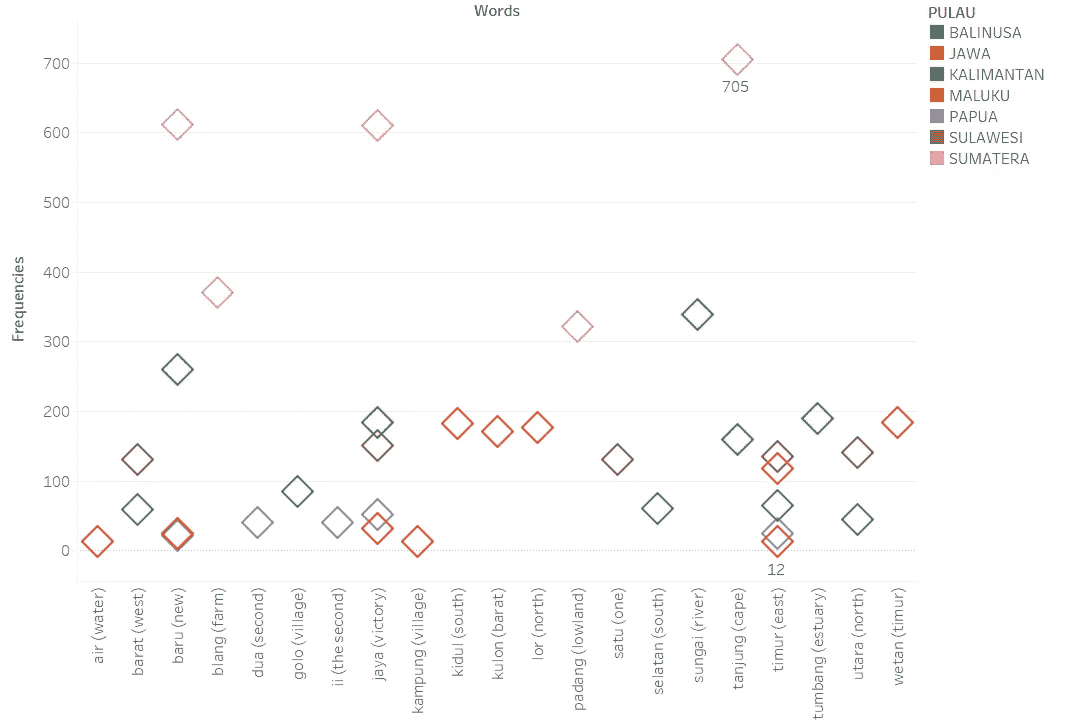 Words
PULAU
BALINUSA
JAWA
KALIMANTAN
MALUKU
PAPUA
SULAWESI
SUMATERA
Frequencies
700
600
500
400
300
200
100
0
705
12
air (water)
barat (west)
baru (new)
blang (farm)
dua (second)
golo (village)
ii (the second)
jaya (victory)
kampung (village)
kidul (south)
kulon (barat)
lor (north)
padang (lowland)
satu (one)
selatan (south)
sungai (river)
tanjung (cape)
timur (east)
tumbang (estuary)
utara (north)
wetan (timur)